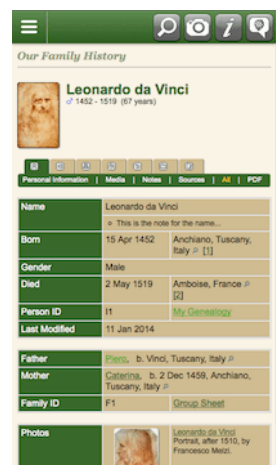 Our Family History
Leonardo da Vinci
♂ 1452 - 1519 (67 years)
Personal Information | Media | Notes | Sources | All | PDF
Name Leonardo da Vinci
This is the note for the name...
Born 15 Apr 1452 Anchiano, Tuscany,
Italy [1]
Gender Male
Died 2 May 1519 Amboise, France
[2]
Person ID I1 My Genealogy
Last Modified 11 Jan 2014
Father Piero, b. Vinci, Tuscany, Italy
Mother Caterina, b. 2 Dec 1459, Anchiano,
Tuscany, Italy
Family ID F1 Group Sheet
Photos Leonardo da Vinci
Portrait, after 1510, by
Francesco Melzi.